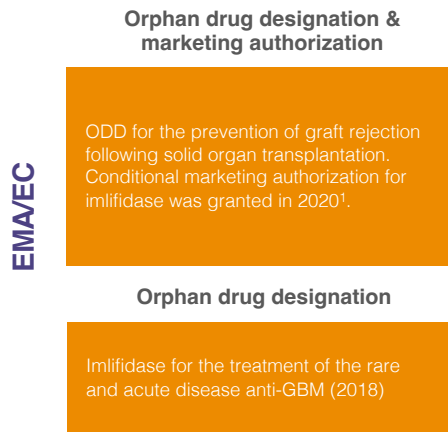 Orphan drug designation &
marketing authorization
EMA/EC
ODD for the prevention of graft rejection
following solid organ transplantation.
Conditional marketing authorization for
imlifidase was granted in 2020¹.
Orphan drug designation
Imlifidase for the treatment of the rare
and acute disease anti-GBM (2018)